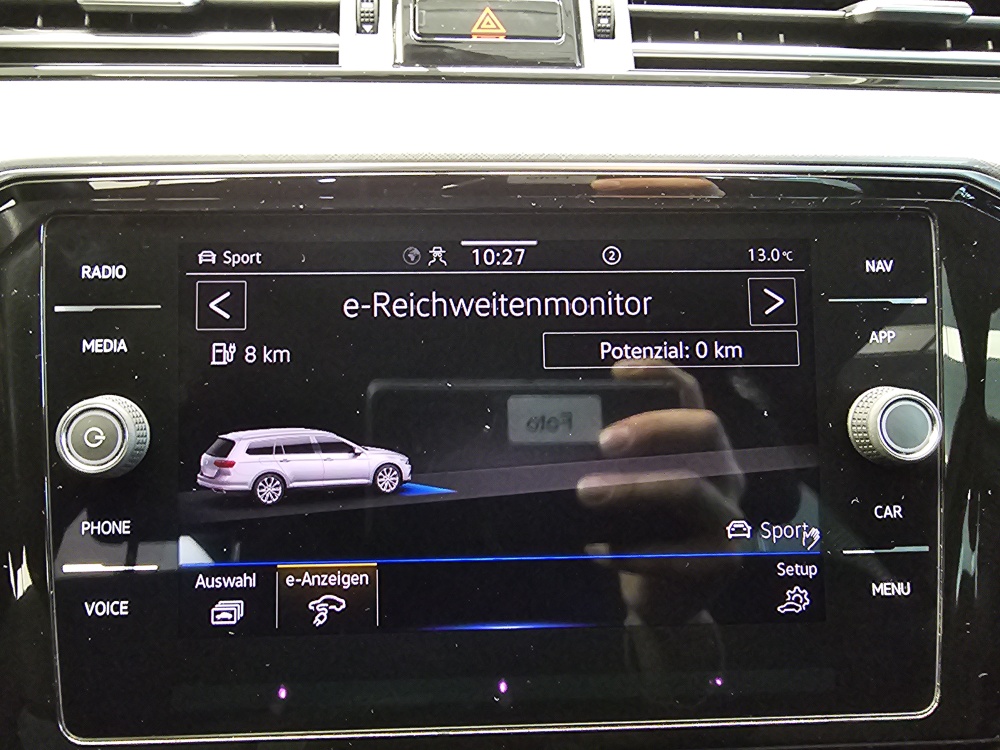 RADIO
MEDIA
PHONE
VOICE
Sport
10:27
2
13.0°C
e-Reichweitenmonitor
8 km
Potenzial: 0 km
Foto
Sport
Auswahl
e-Anzeigen
Setup
NAV
APP
CAR
MENU